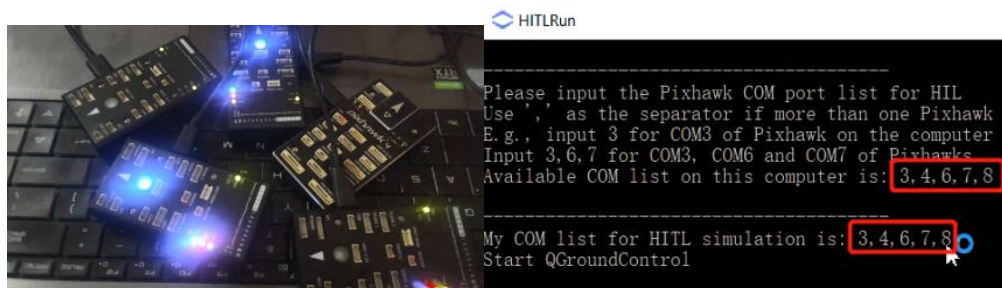 HITLRun
Please input the Pixhawk COM port list for HIL
Use ',' as the separator if more than one Pixhawk
E.g., input 3 for COM3 of Pixhawk on the computer
Input 3,6,7 for COM3, COM6 and COM7 of Pixhawks
Available COM list on this computer is: 3,4,6,7,8
My COM list for HITL simulation is: 3,4,6,7,8
Start QGroundControl
pixhawk 4
RTX